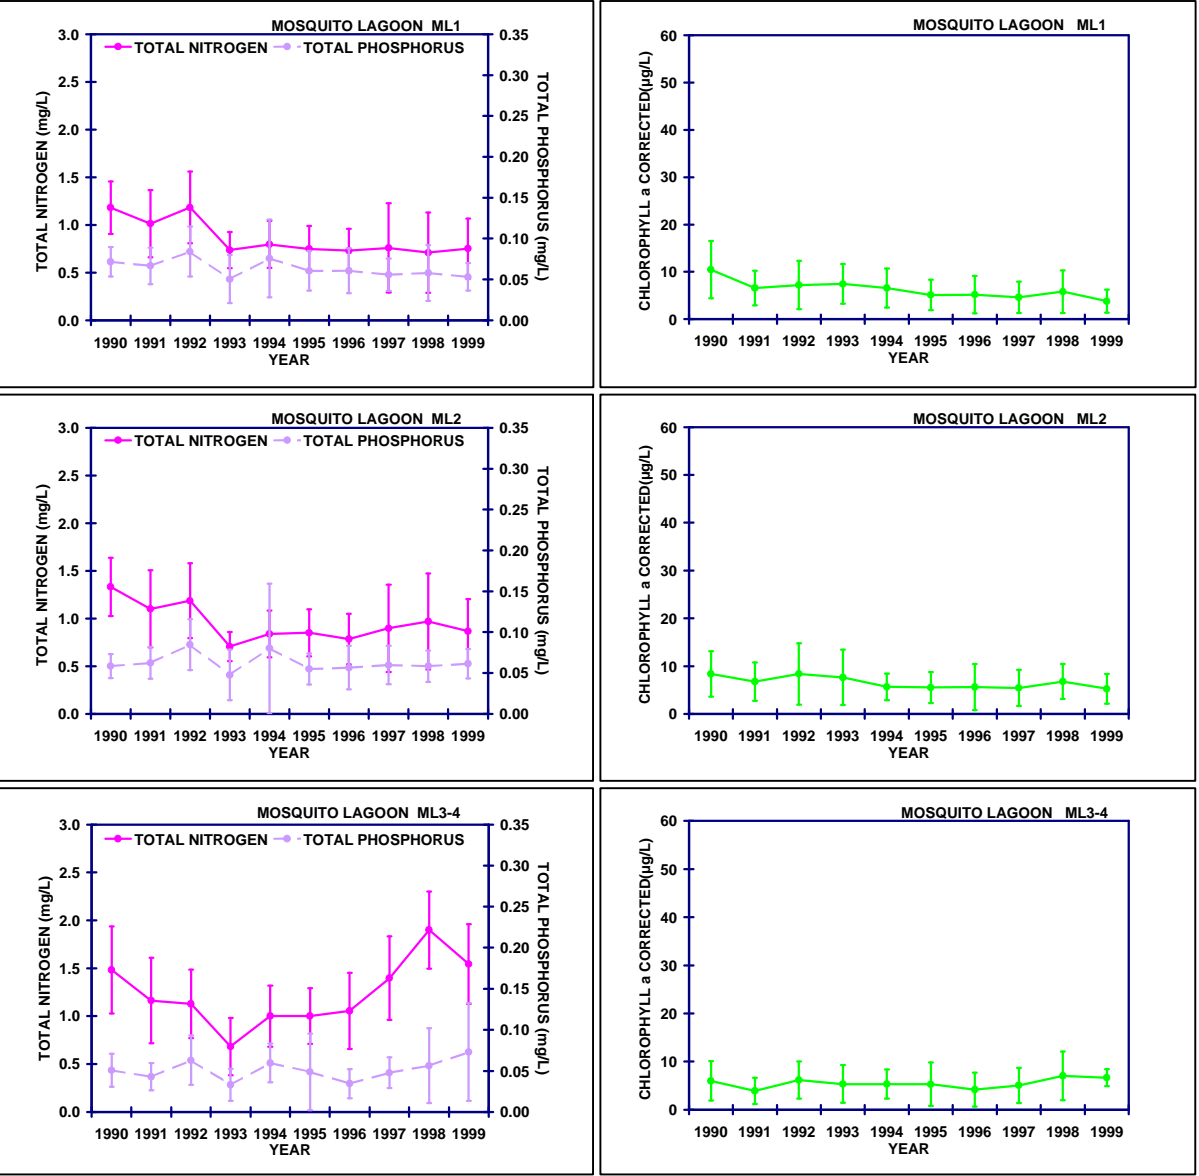 MOSQUITO LAGOON ML1
TOTAL NITROGEN TOTAL PHOSPHORUS
TOTAL NITROGEN (mg/L)
3.0
2.5
2.0
1.5
1.0
0.5
0.0
0.35
0.30
0.25
0.20
0.15
0.10
0.05
0.00
TOTAL PHOSPHORUS (mg/L)
1990 1991 1992 1993 1994 1995 1996 1997 1998 1999
YEAR
MOSQUITO LAGOON ML1
CHLOROPHYLL a CORRECTED(µg/L)
60
50
40
30
20
10
0
1990 1991 1992 1993 1994 1995 1996 1997 1998 1999
YEAR
MOSQUITO LAGOON ML2
TOTAL NITROGEN TOTAL PHOSPHORUS
TOTAL NITROGEN (mg/L)
3.0
2.5
2.0
1.5
1.0
0.5
0.0
0.35
0.30
0.25
0.20
0.15
0.10
0.05
0.00
TOTAL PHOSPHORUS (mg/L)
1990 1991 1992 1993 1994 1995 1996 1997 1998 1999
YEAR
MOSQUITO LAGOON ML2
CHLOROPHYLL a CORRECTED(µg/L)
60
50
40
30
20
10
0
1990 1991 1992 1993 1994 1995 1996 1997 1998 1999
YEAR
MOSQUITO LAGOON ML3-4
TOTAL NITROGEN TOTAL PHOSPHORUS
TOTAL NITROGEN (mg/L)
3.0
2.5
2.0
1.5
1.0
0.5
0.0
0.35
0.30
0.25
0.20
0.15
0.10
0.05
0.00
TOTAL PHOSPHORUS (mg/L)
1990 1991 1992 1993 1994 1995 1996 1997 1998 1999
YEAR
MOSQUITO LAGOON ML3-4
CHLOROPHYLL a CORRECTED(µg/L)
60
50
40
30
20
10
0
1990 1991 1992 1993 1994 1995 1996 1997 1998 1999
YEAR